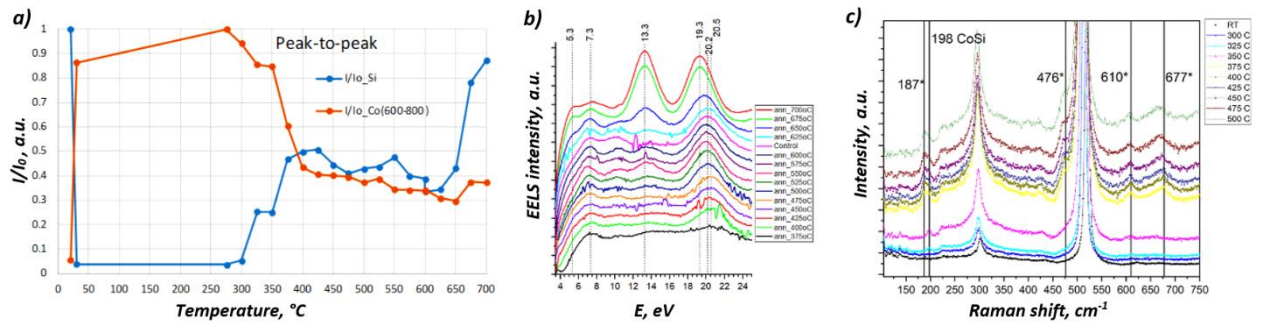 a)
Peak-to-peak
I/Io_Si
I/Io_Co(600-800)
I/I₀, a.u.
1
0.9
0.8
0.7
0.6
0.5
0.4
0.3
0.2
0.1
0
0 50 100 150 200 250 300 350 400 450 500 550 600 650 700
Temperature, °C
b)
5.3
7.3
13.3
19.3
20.2
20.5
EELS intensity, a.u.
ann_700oC
ann_675oC
ann_650oC
ann_625oC
Control
ann_600oC
ann_575oC
ann_550oC
ann_525oC
ann_500oC
ann_475oC
ann_450oC
ann_425oC
ann_400oC
ann_375oC
4 6 8 10 12 14 16 18 20 22 24
E, eV
c)
198 CoSi
187*
476*
610*
677*
Intensity, a.u.
RT
300 C
325 C
350 C
375 C
400 C
425 C
450 C
475 C
500 C
150 200 250 300 350 400 450 500 550 600 650 700 750
Raman shift, cm⁻¹